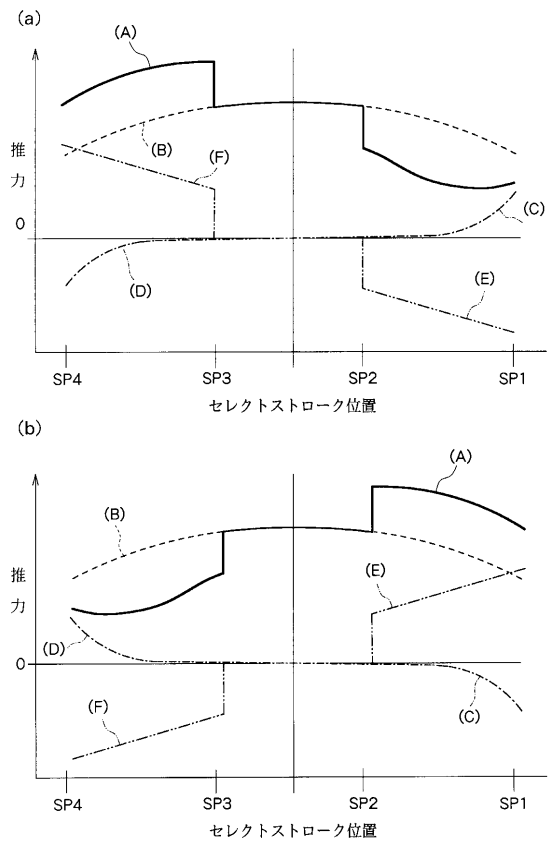 (a)
(A)
(B)
(F)
(C)
(D)
(E)
推力
0
SP4 SP3 SP2 SP1
セレクトストローク位置
(b)
(A)
(B)
(E)
(D)
(F)
(C)
推力
0
SP4 SP3 SP2 SP1
セレクトストローク位置